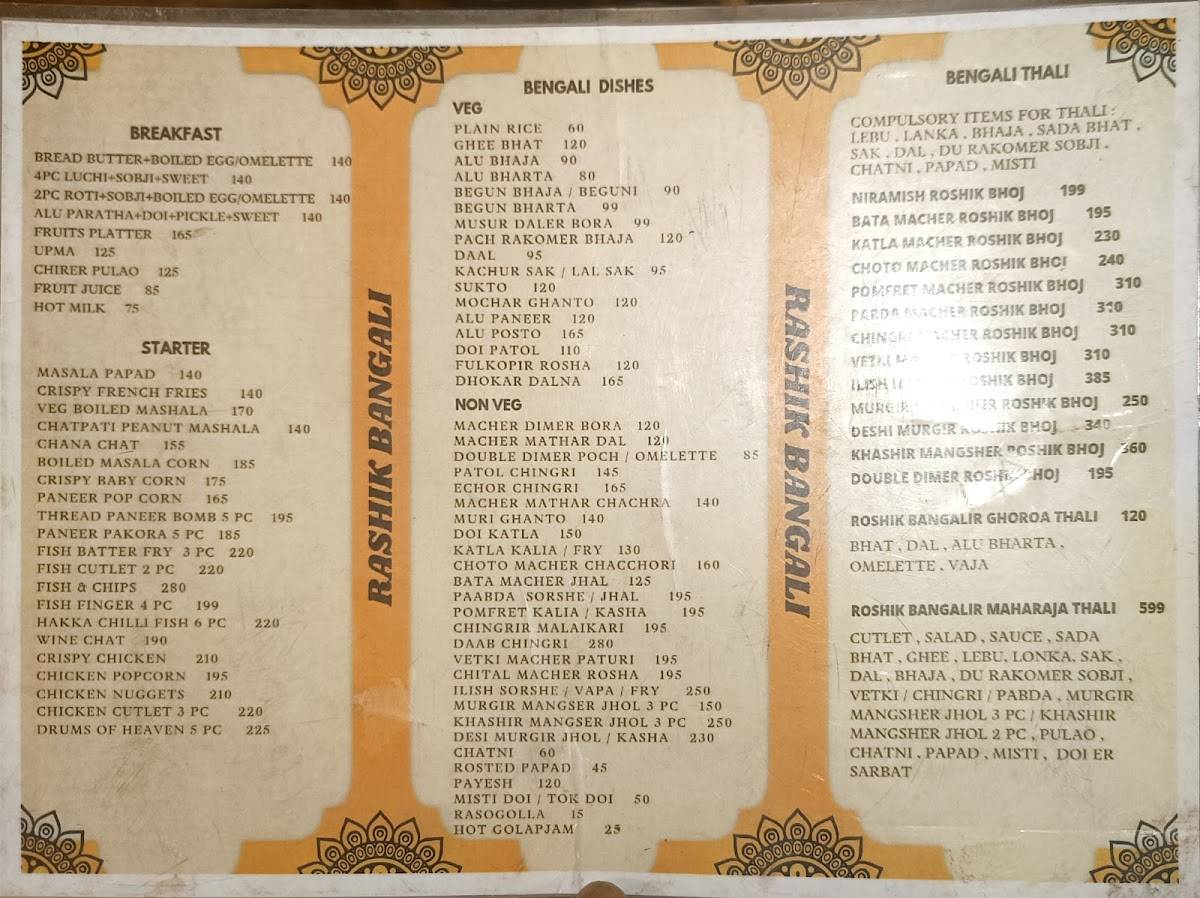 BREAKFAST
BREAD BUTTER+BOILED EGG/OMELETTE 140
4PC LUCHI+SOBJI+SWEET 140
2PC ROTI+SOBJI+BOILED EGG/OMELETTE 140
ALU PARATHA+DOI+PICKLE+SWEET 140
FRUITS PLATTER 165
UPMA 125
CHIRER PULAO 125
FRUIT JUICE 85
HOT MILK 75
STARTER
MASALA PAPAD 140
CRISPY FRENCH FRIES 140
VEG BOILED MASHALA 170
CHATPATI PEANUT MASHALA 140
CHANA CHAT 155
BOILED MASALA CORN 185
CRISPY BABY CORN 175
PANEER POP CORN 165
THREAD PANEER BOMB 5 PC 195
PANEER PAKORA 5 PC 185
FISH BATTER FRY 3 PC 220
FISH CUTLET 2 PC 220
FISH & CHIPS 280
FISH FINGER 4 PC 199
HAKKA CHILLI FISH 6 PC 220
WINE CHAT 190
CRISPY CHICKEN 210
CHICKEN POPCORN 195
CHICKEN NUGGETS 210
CHICKEN CUTLET 3 PC 220
DRUMS OF HEAVEN 5 PC 225
RASHIK BANGALI
BENGALI DISHES
VEG
PLAIN RICE 60
GHEE BHAT 120
ALU BHAJA 90
ALU BHARTA 80
BEGUN BHAJA / BEGUNI 90
BEGUN BHARTA 99
MUSUR DALER BORA 99
PACH RAKOMER BHAJA 120
DAAL 95
KACHUR SAK / LAL SAK 95
SUKTO 120
MOCHAR GHANTO 120
ALU PANEER 120
ALU POSTO 165
DOI PATOL 110
FULKOPIR ROSHA 120
DHOKAR DALNA 165
NON VEG
MACHER DIMER BORA 120
MACHER MATHAR DAL 120
DOUBLE DIMER POCH / OMELETTE 85
PATOL CHINGRI 145
ECHOR CHINGRI 165
MACHER MATHAR CHACHRA 140
MURI GHANTO 140
DOI KATLA 150
KATLA KALIA / FRY 130
CHOTO MACHER CHACCHORI 160
BATA MACHER JHAL 125
PAABDA SORSHE / JHAL 195
POMFRET KALIA / KASHA 195
CHINGRIR MALAIKARI 195
DAAB CHINGRI 280
VETKI MACHER PATURI 195
CHITAL MACHER ROSHA 195
ILISH SORSHE / VAPA / FRY 250
MURGIR MANGSER JHOL 3 PC 150
KHASHIR MANGSER JHOL 3 PC 250
DESI MURGIR JHOL / KASHA 230
CHATNI 60
ROSTED PAPAD 45
PAYESH 120
MISTI DOI / TOK DOI 50
RASOGOLLA 15
HOT GOLAPJAM 25
RASHIK BANGALI
BENGALI THALI
COMPULSORY ITEMS FOR THALI :
LEBU , LANKA , BHAJA , SADA BHAT ,
SAK , DAL , DU RAKOMER SOBJI ,
CHATNI , PAPAD , MISTI
NIRAMISH ROSHIK BHOJ 199
BATA MACHER ROSHIK BHOJ 195
KATLA MACHER ROSHIK BHOJ 230
CHOTO MACHER ROSHIK BHOJ 240
POMFRET MACHER ROSHIK BHOJ 310
PABDA MACHER ROSHIK BHOJ 310
CHINGRI MACHER ROSHIK BHOJ 310
VETKI ROSHIK BHOJ 310
ILISH ROSHIK BHOJ 385
MURGIR ROSHIK BHOJ 250
DESHI MURGIR ROSHIK BHOJ 340
KHASHIR MANGSHER ROSHIK BHOJ 360
DOUBLE DIMER ROSHIK BHOJ 195
ROSHIK BANGALIR GHOROA THALI 120
BHAT , DAL , ALU BHARTA ,
OMELETTE , VAJA
ROSHIK BANGALIR MAHARAJA THALI 599
CUTLET , SALAD , SAUCE , SADA
BHAT , GHEE , LEBU, LONKA, SAK ,
DAL , BHAJA , DU RAKOMER SOBJI ,
VETKI / CHINGRI / PABDA , MURGIR
MANGSHER JHOL 3 PC / KHASHIR
MANGSHER JHOL 2 PC , PULAO ,
CHATNI , PAPAD , MISTI , DOI ER
SARBAT